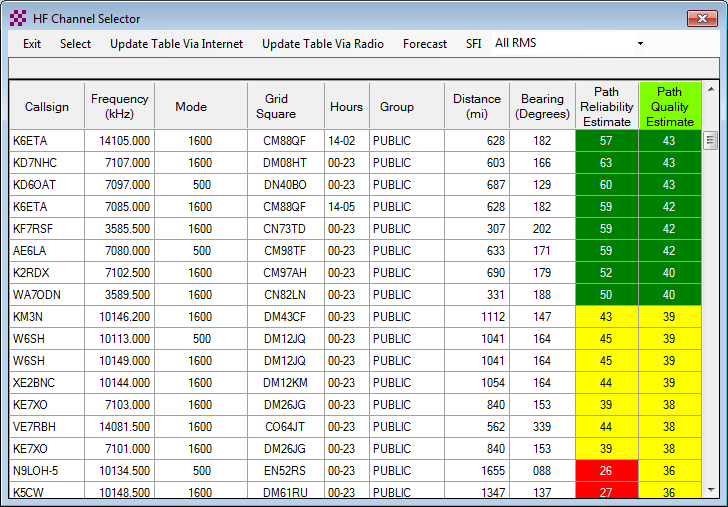 HF Channel Selector
Exit Select Update Table Via Internet Update Table Via Radio Forecast SFI All RMS
Callsign Frequency (kHz) Mode Grid Square Hours Group Distance (mi) Bearing (Degrees) Path Reliability Estimate Path Quality Estimate
K6ETA 14105.000 1600 CM88QF 14-02 PUBLIC 628 182 57 43
KD7NHC 7107.000 1600 DM08HT 00-23 PUBLIC 603 166 63 43
KD6OAT 7097.000 500 DN40BO 00-23 PUBLIC 687 129 60 43
K6ETA 7085.000 1600 CM88QF 14-05 PUBLIC 628 182 59 42
KF7RSF 3585.500 1600 CN73TD 00-23 PUBLIC 307 202 59 42
AE6LA 7080.000 500 CM98TF 00-23 PUBLIC 633 171 59 42
K2RDX 7102.500 1600 CM97AH 00-23 PUBLIC 690 179 52 40
WA7ODN 3589.500 1600 CN82LN 00-23 PUBLIC 331 188 50 40
KM3N 10146.200 1600 DM43CF 00-23 PUBLIC 1112 147 43 39
W6SH 10113.000 500 DM12JQ 00-23 PUBLIC 1041 164 45 39
W6SH 10149.000 1600 DM12JQ 00-23 PUBLIC 1041 164 45 39
XE2BNC 10144.000 1600 DM12KM 00-23 PUBLIC 1054 164 44 39
KE7XO 7103.000 1600 DM26JG 00-23 PUBLIC 840 153 39 38
VE7RBH 14081.500 1600 CO64JT 00-23 PUBLIC 562 339 44 38
KE7XO 7101.000 1600 DM26JG 00-23 PUBLIC 840 153 39 38
N9LOH-5 10134.500 500 EN52RS 00-23 PUBLIC 1655 088 26 36
K5CW 10148.500 1600 DM61RU 00-23 PUBLIC 1347 137 27 36